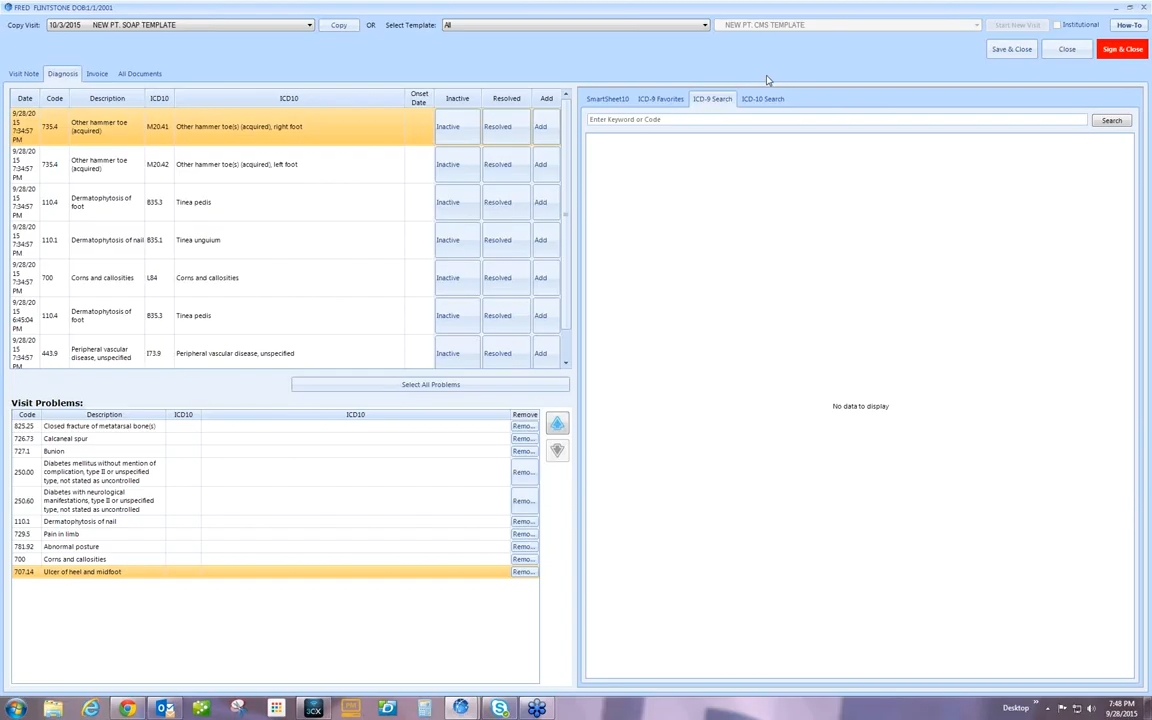 FRED FLINTSTONE DOB:1/1/2001
Copy Visit: 10/3/2015 NEW PT. SOAP TEMPLATE Copy OR Select Template: All NEW PT. CMS TEMPLATE Start New Visit Institutional How-To
Save & Close Close Sign & Close
Visit Note Diagnosis Invoice All Documents
Date Code Description ICD10 ICD10 Onset Date Inactive Resolved Add
9/28/20
15
7:34:57
PM
735.4 Other hammer toe (acquired) M20.41 Other hammer toe(s) (acquired), right foot Inactive Resolved Add
9/28/20
15
7:34:57
PM
735.4 Other hammer toe (acquired) M20.42 Other hammer toe(s) (acquired), left foot Inactive Resolved Add
9/28/20
15
7:34:57
PM
110.4 Dermatophytosis of foot B35.3 Tinea pedis Inactive Resolved Add
9/28/20
15
7:34:57
PM
110.1 Dermatophytosis of nail B35.1 Tinea unguium Inactive Resolved Add
9/28/20
15
7:34:57
PM
700 Corns and callosities L84 Corns and callosities Inactive Resolved Add
9/28/20
15
6:45:04
PM
110.4 Dermatophytosis of foot B35.3 Tinea pedis Inactive Resolved Add
9/28/20
15
7:34:57
PM
443.9 Peripheral vascular disease, unspecified I73.9 Peripheral vascular disease, unspecified Inactive Resolved Add
Select All Problems
Visit Problems:
Code Description ICD10 ICD10 Remove
825.25 Closed fracture of metatarsal bone(s) Remo...
726.73 Calcaneal spur Remo...
727.1 Bunion Remo...
250.00 Diabetes mellitus without mention of
complication, type II or unspecified
type, not stated as uncontrolled Remo...
250.60 Diabetes with neurological
manifestations, type II or unspecified
type, not stated as uncontrolled Remo...
110.1 Dermatophytosis of nail Remo...
729.5 Pain in limb Remo...
781.92 Abnormal posture Remo...
700 Corns and callosities Remo...
707.14 Ulcer of heel and midfoot Remo...
SmartSheet10 ICD-9 Favorites ICD-9 Search ICD-10 Search
Enter Keyword or Code Search
No data to display
3CX PM Desktop » 7:48 PM
9/28/2015